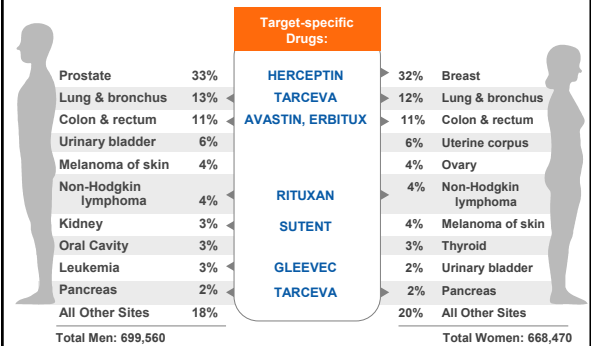 Target-specific
Drugs:
Prostate 33% HERCEPTIN 32% Breast
Lung & bronchus 13% TARCEVA 12% Lung & bronchus
Colon & rectum 11% AVASTIN, ERBITUX 11% Colon & rectum
Urinary bladder 6% 6% Uterine corpus
Melanoma of skin 4% 4% Ovary
Non-Hodgkin 4% Non-Hodgkin
lymphoma 4% RITUXAN lymphoma
Kidney 3% SUTENT 4% Melanoma of skin
Oral Cavity 3% 3% Thyroid
Leukemia 3% GLEEVEC 2% Urinary bladder
Pancreas 2% TARCEVA 2% Pancreas
All Other Sites 18% 20% All Other Sites
Total Men: 699,560 Total Women: 668,470